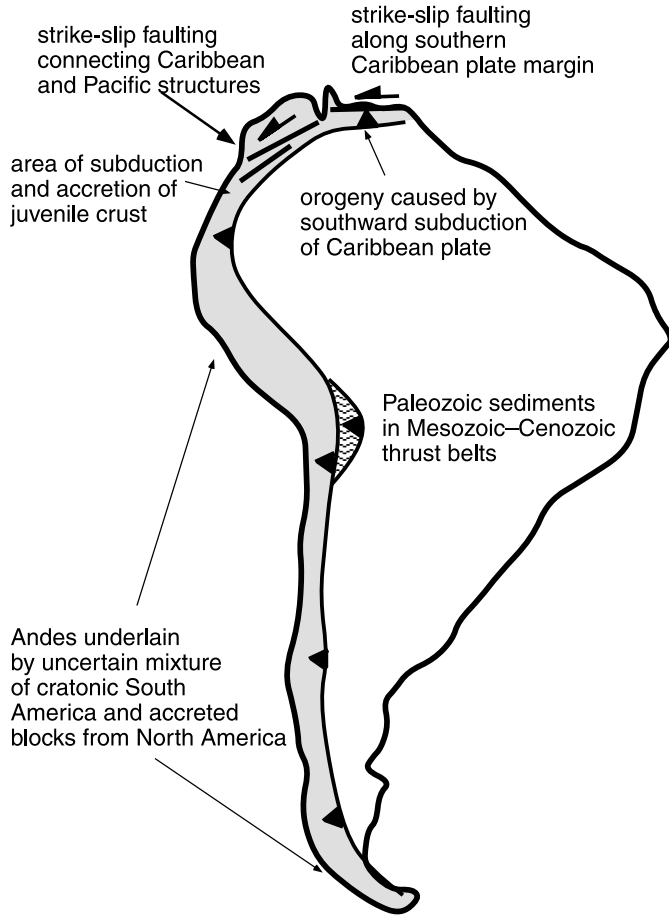 strike-slip faulting
connecting Caribbean
and Pacific structures
strike-slip faulting
along southern
Caribbean plate margin
area of subduction
and accretion of
juvenile crust
orogeny caused by
southward subduction
of Caribbean plate
Paleozoic sediments
in Mesozoic–Cenozoic
thrust belts
Andes underlain
by uncertain mixture
of cratonic South
America and accreted
blocks from North America